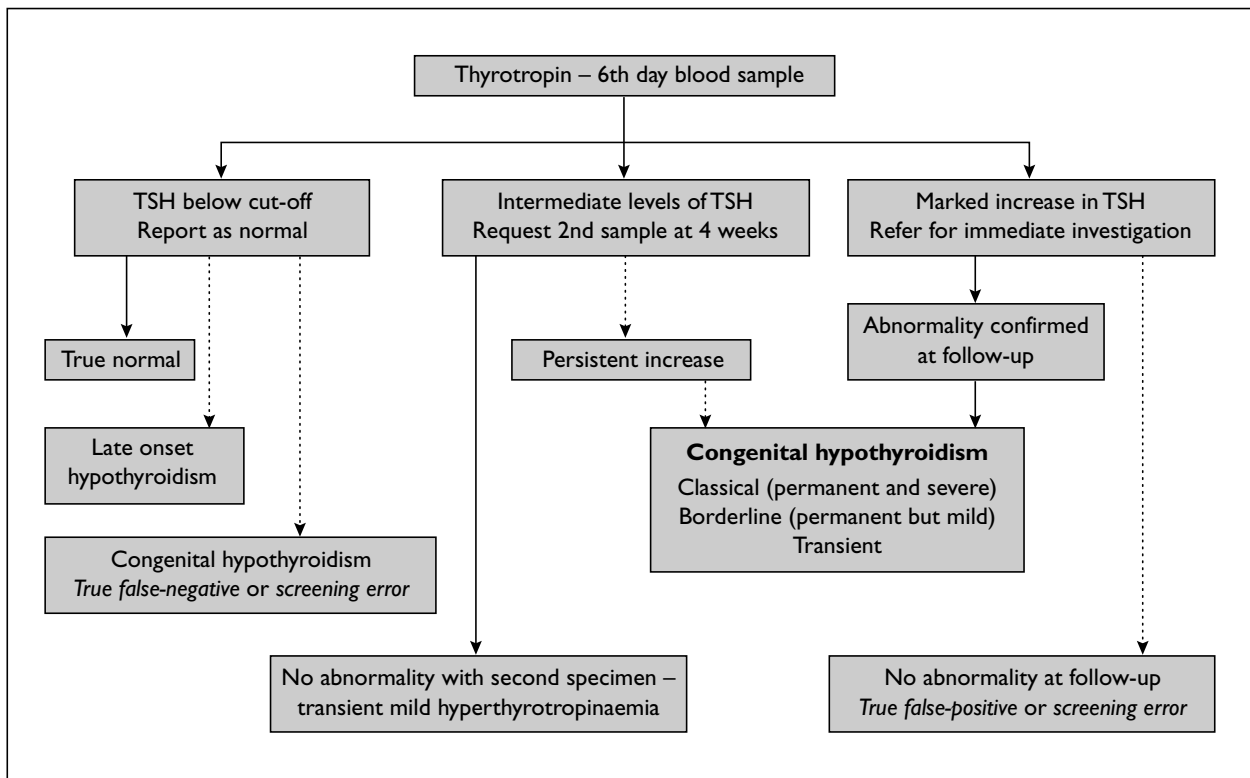 Thyrotropin – 6th day blood sample
TSH below cut-off
Report as normal
Intermediate levels of TSH
Request 2nd sample at 4 weeks
Marked increase in TSH
Refer for immediate investigation
True normal
Persistent increase
Abnormality confirmed
at follow-up
Late onset
hypothyroidism
Congenital hypothyroidism
Classical (permanent and severe)
Borderline (permanent but mild)
Transient
Congenital hypothyroidism
True false-negative or screening error
No abnormality with second specimen –
transient mild hyperthyrotropinaemia
No abnormality at follow-up
True false-positive or screening error